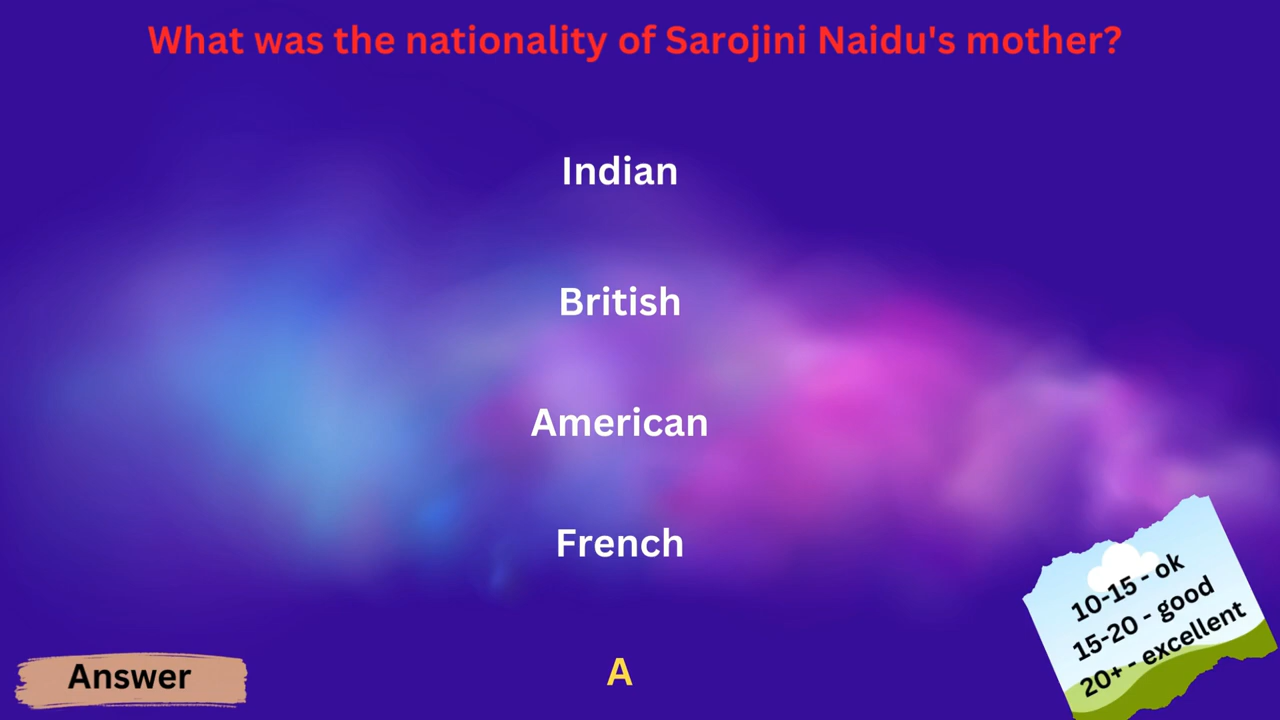 What was the nationality of Sarojini Naidu's mother?
Indian
British
American
French
10-15 - ok
15-20 - good
20+ - excellent
Answer
A